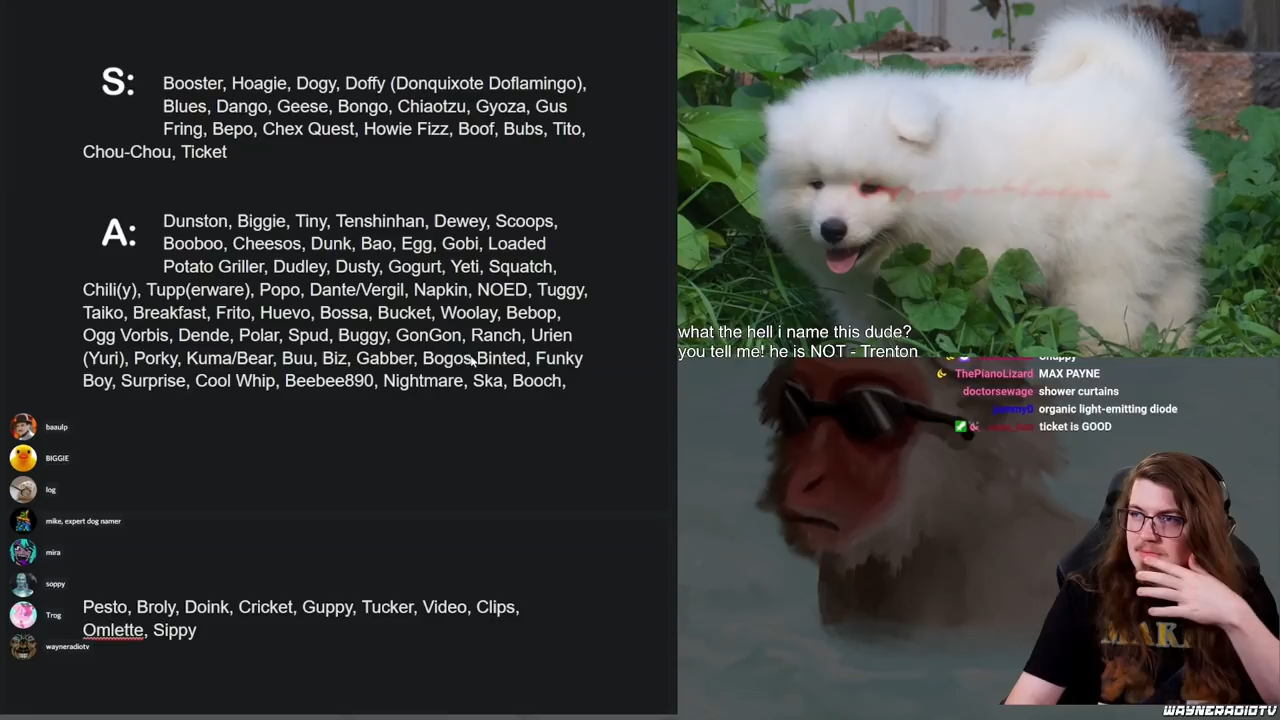 S:
Booster, Hoagie, Dogy, Doffy (Donquixote Doflamingo),
Blues, Dango, Geese, Bongo, Chiaotzu, Gyoza, Gus
Fring, Bepo, Chex Quest, Howie Fizz, Boof, Bubs, Tito,
Chou-Chou, Ticket
A:
Dunston, Biggie, Tiny, Tenshinhan, Dewey, Scoops,
Booboo, Cheesos, Dunk, Bao, Egg, Gobi, Loaded
Potato Griller, Dudley, Dusty, Gogurt, Yeti, Squatch,
Chili(y), Tupp(erware), Popo, Dante/Vergil, Napkin, NOED, Tuggy,
Taiko, Breakfast, Frito, Huevo, Bossa, Bucket, Woolay, Bebop,
Ogg Vorbis, Dende, Polar, Spud, Buggy, GonGon, Ranch, Urien
(Yuri), Porky, Kuma/Bear, Buu, Biz, Gabber, Bogos Binted, Funky
Boy, Surprise, Cool Whip, Beebee890, Nightmare, Ska, Booch,
baaulp
BIGGIE
log
mike, expert dog namer
mira
soppy
Trog
wayneradiotv
Pesto, Broly, Doink, Cricket, Guppy, Tucker, Video, Clips,
Omlette, Sippy
what the hell i name this dude?
you tell me! he is NOT - Trenton
ThePianoLizard MAX PAYNE
doctorsewage shower curtains
organic light-emitting diode
ticket is GOOD
WAYNERADIOTV